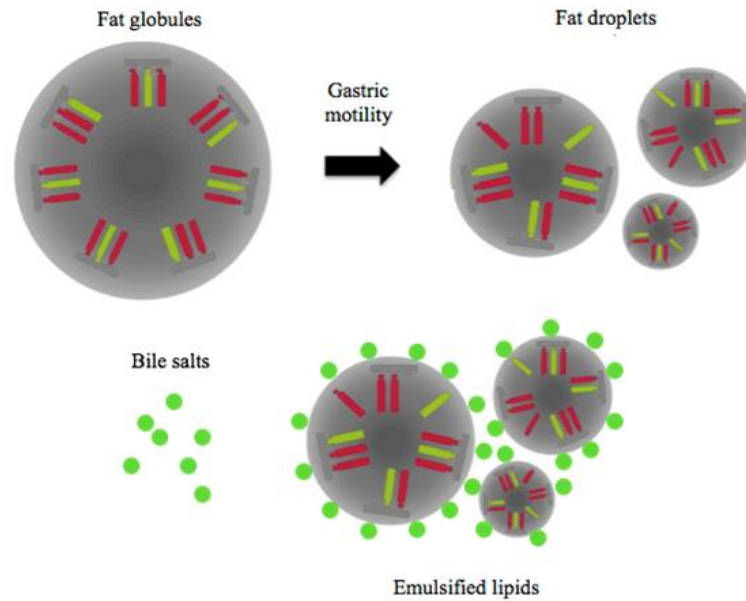 Fat globules
Fat droplets
Gastric
motility
Bile salts
Emulsified lipids